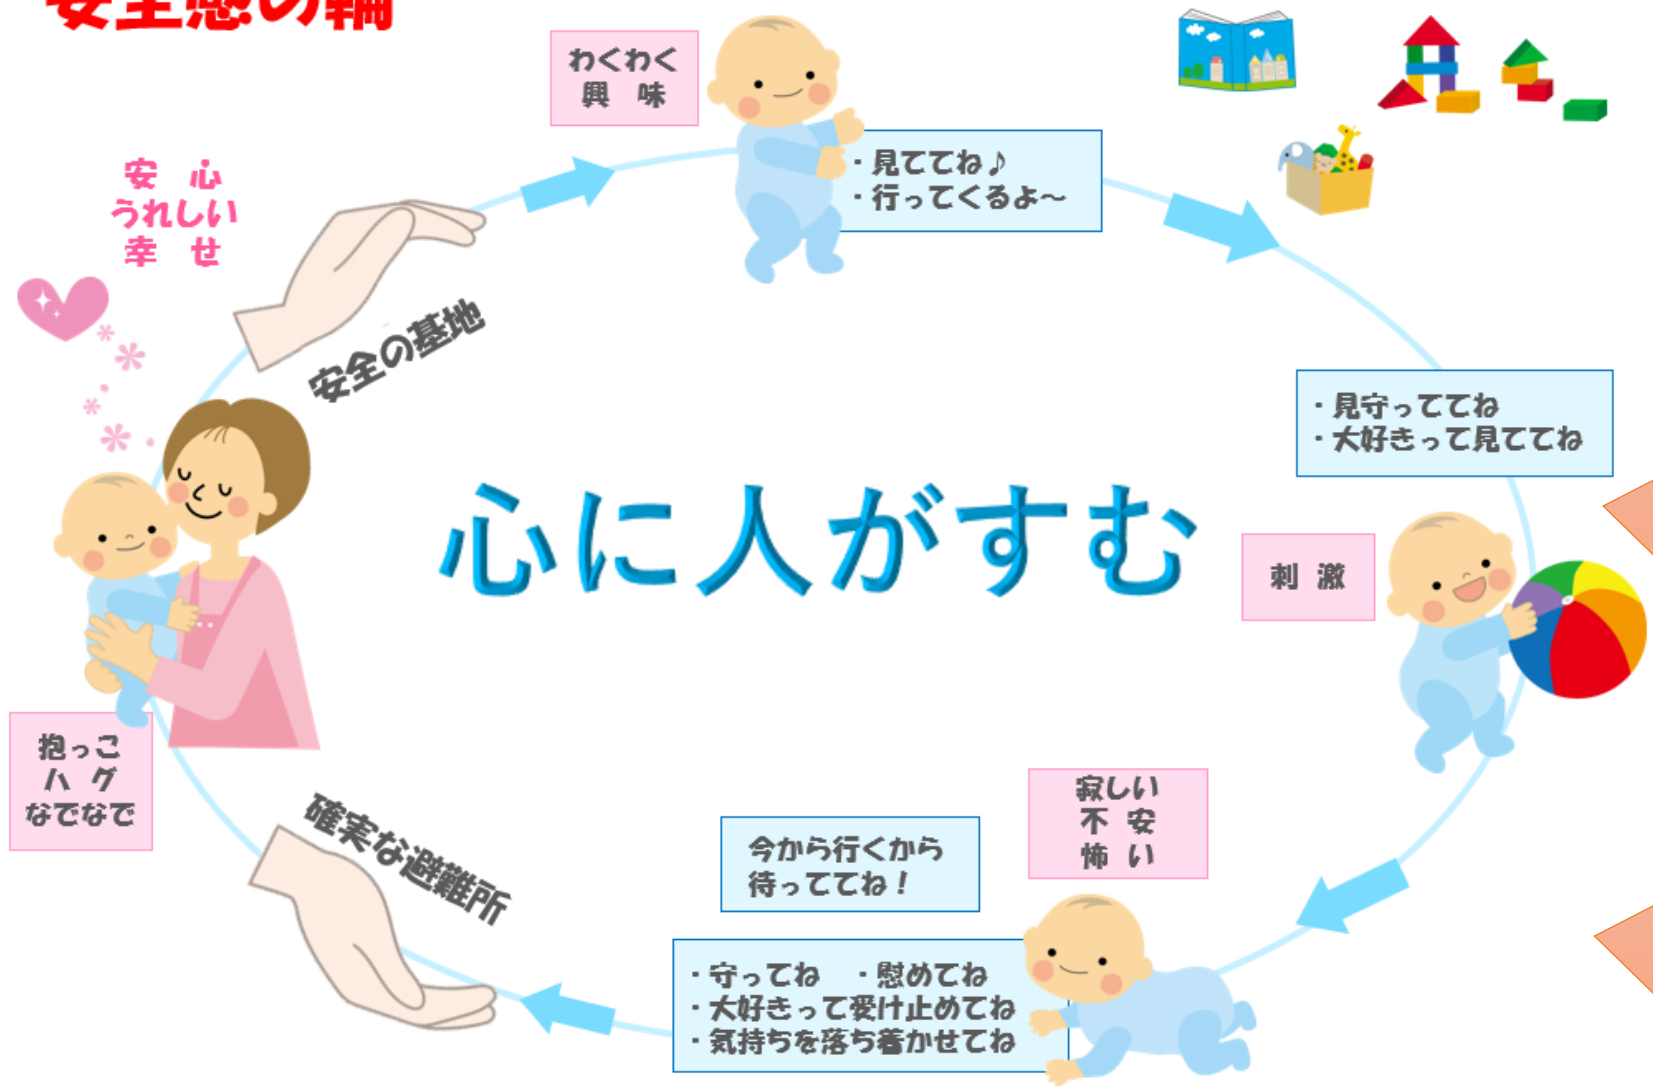 安全感の輪
わくわく
興　味
・見ててね♪
・行ってくるよ～
安　心
うれしい
幸　せ
安全の基地
・見守っててね
・大好きって見ててね
心に人がすむ
刺 激
抱っこ
ハ グ
なでなで
確実な避難所
寂しい
不 安
怖 い
今から行くから
待っててね！
・守ってね　・慰めてね
・大好きって受け止めてね
・気持ちを落ち着かせてね